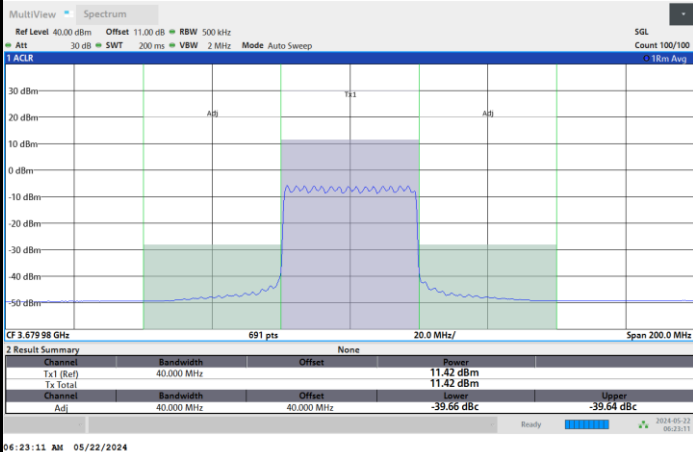 MultiView Spectrum
Ref Level 40.00 dBm Offset 11.00 dB RBW 500 kHz SGL
Att 30 dB SWT 200 ms VBW 2 MHz Mode Auto Sweep Count 100/100
1 ACLR 1Rm Avg
30 dBm
Tx1
20 dBm
Adj Adj
10 dBm
0 dBm
-10 dBm
-20 dBm
-30 dBm
-40 dBm
-50 dBm
CF 3.679 98 GHz 691 pts 20.0 MHz/ Span 200.0 MHz
2 Result Summary None
Channel Bandwidth Offset Power
Tx1 (Ref) 40.000 MHz 11.42 dBm
Tx Total 11.42 dBm
Channel Bandwidth Offset Lower Upper
Adj 40.000 MHz 40.000 MHz -39.66 dBc -39.64 dBc
Ready 2024-05-22
06:23:11
06:23:11 AM 05/22/2024